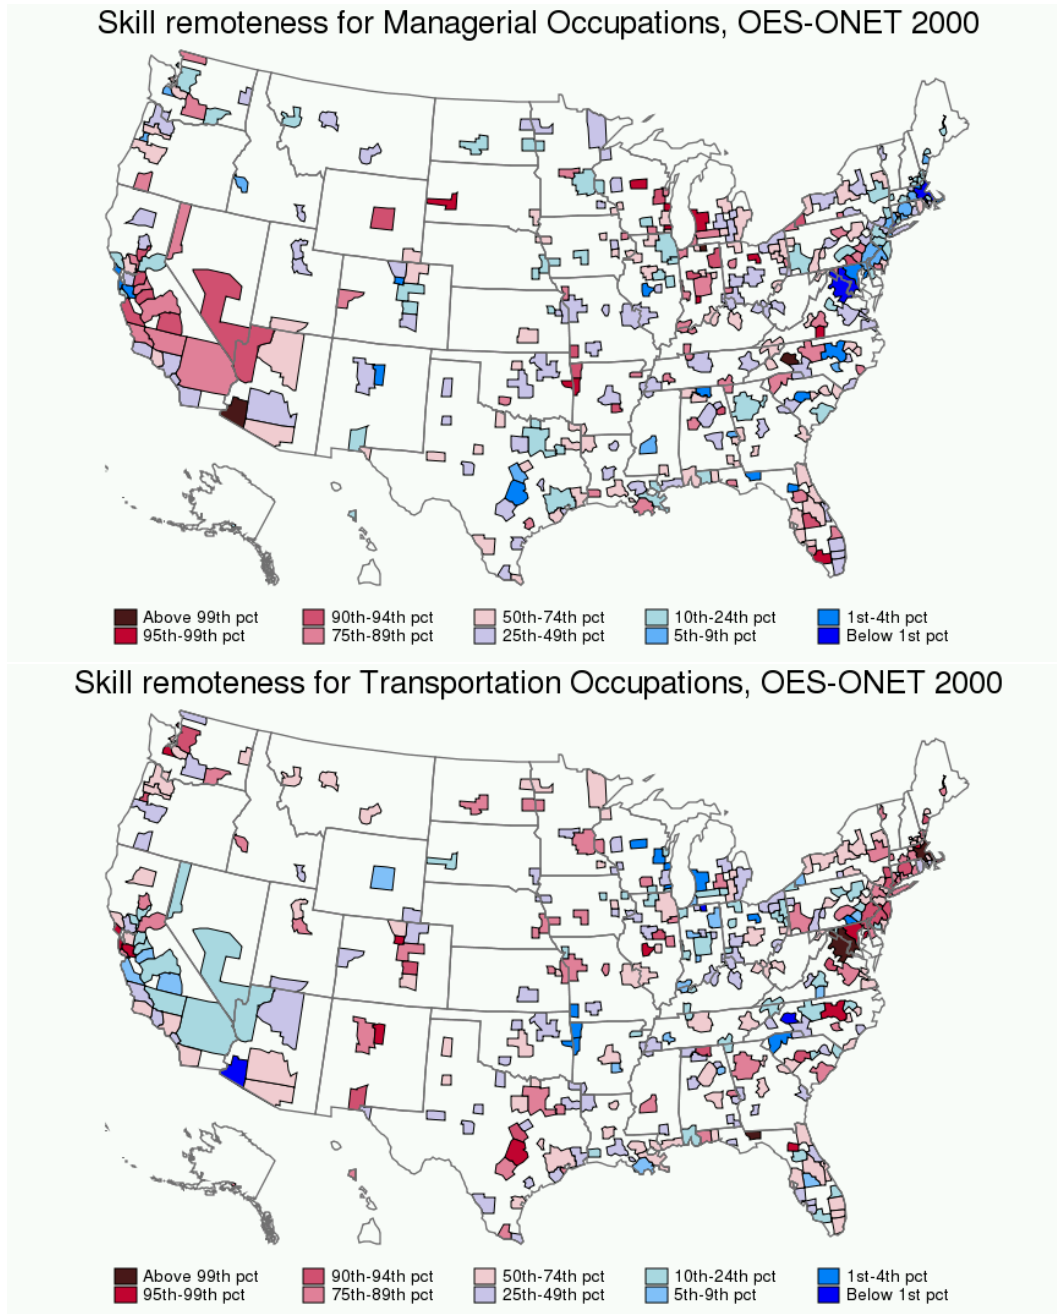 Skill remoteness for Managerial Occupations, OES-ONET 2000
Above 99th pct 90th-94th pct 50th-74th pct 10th-24th pct 1st-4th pct
95th-99th pct 75th-89th pct 25th-49th pct 5th-9th pct Below 1st pct
Skill remoteness for Transportation Occupations, OES-ONET 2000
Above 99th pct 90th-94th pct 50th-74th pct 10th-24th pct 1st-4th pct
95th-99th pct 75th-89th pct 25th-49th pct 5th-9th pct Below 1st pct